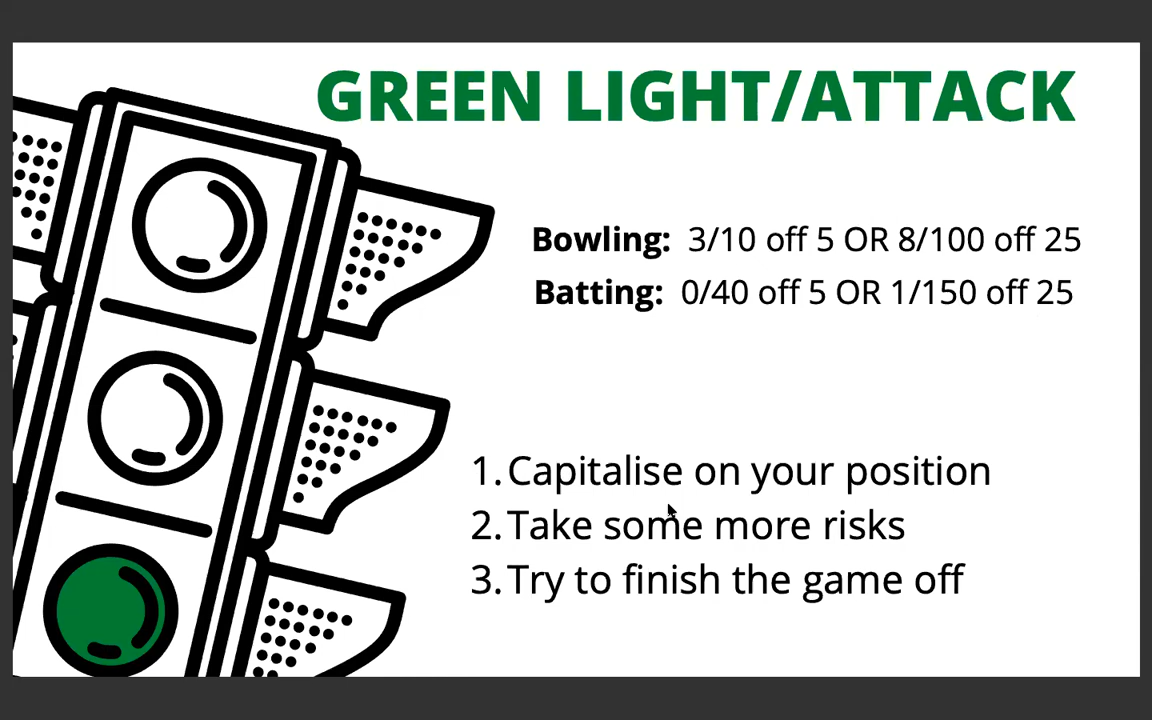 GREEN LIGHT/ATTACK
Bowling: 3/10 off 5 OR 8/100 off 25
Batting: 0/40 off 5 OR 1/150 off 25
1. Capitalise on your position
2. Take some more risks
3. Try to finish the game off